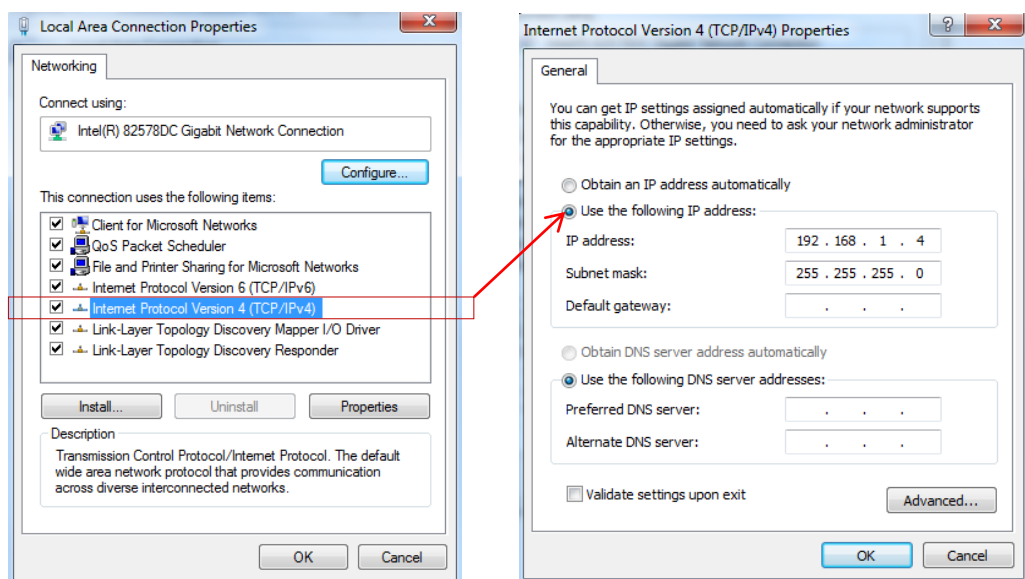 Local Area Connection Properties
Networking
Connect using:
Intel(R) 82578DC Gigabit Network Connection
Configure...
This connection uses the following items:
Client for Microsoft Networks
QoS Packet Scheduler
File and Printer Sharing for Microsoft Networks
Internet Protocol Version 6 (TCP/IPv6)
Internet Protocol Version 4 (TCP/IPv4)
Link-Layer Topology Discovery Mapper I/O Driver
Link-Layer Topology Discovery Responder
Install...
Uninstall
Properties
Description
Transmission Control Protocol/Internet Protocol. The default
wide area network protocol that provides communication
across diverse interconnected networks.
OK
Cancel
Internet Protocol Version 4 (TCP/IPv4) Properties
General
You can get IP settings assigned automatically if your network supports
this capability. Otherwise, you need to ask your network administrator
for the appropriate IP settings.
Obtain an IP address automatically
Use the following IP address:
IP address: 192 . 168 . 1 . 4
Subnet mask: 255 . 255 . 255 . 0
Default gateway: . . .
Obtain DNS server address automatically
Use the following DNS server addresses:
Preferred DNS server: . . .
Alternate DNS server: . . .
Validate settings upon exit
Advanced...
OK
Cancel